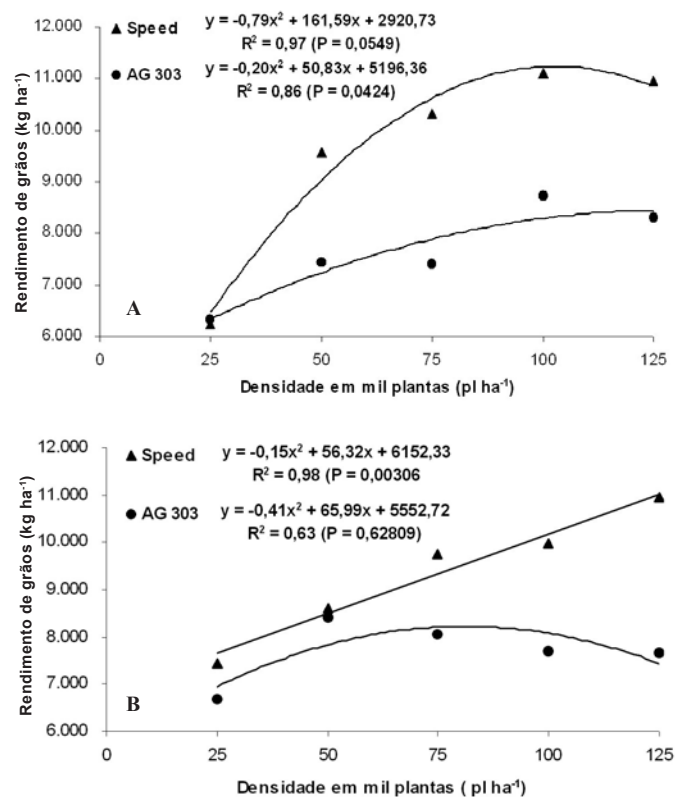 ▲ Speed y = -0,79x² + 161,59x + 2920,73
R² = 0,97 (P = 0,0549)
● AG 303 y = -0,20x² + 50,83x + 5196,36
R² = 0,86 (P = 0,0424)
Rendimento de grãos (kg ha⁻¹)
12.000
11.000
10.000
9.000
8.000
7.000
6.000
A
0 25 50 75 100 125
Densidade em mil plantas (pl ha⁻¹)
▲ Speed y = -0,15x² + 56,32x + 6152,33
R² = 0,98 (P = 0,00306
● AG 303 y = -0,41x² + 65,99x + 5552,72
R² = 0,63 (P = 0,62809)
Rendimento de grãos (kg ha⁻¹)
12.000
11.000
10.000
9.000
8.000
7.000
6.000
B
0 25 50 75 100 125
Densidade em mil plantas ( pl ha⁻¹)